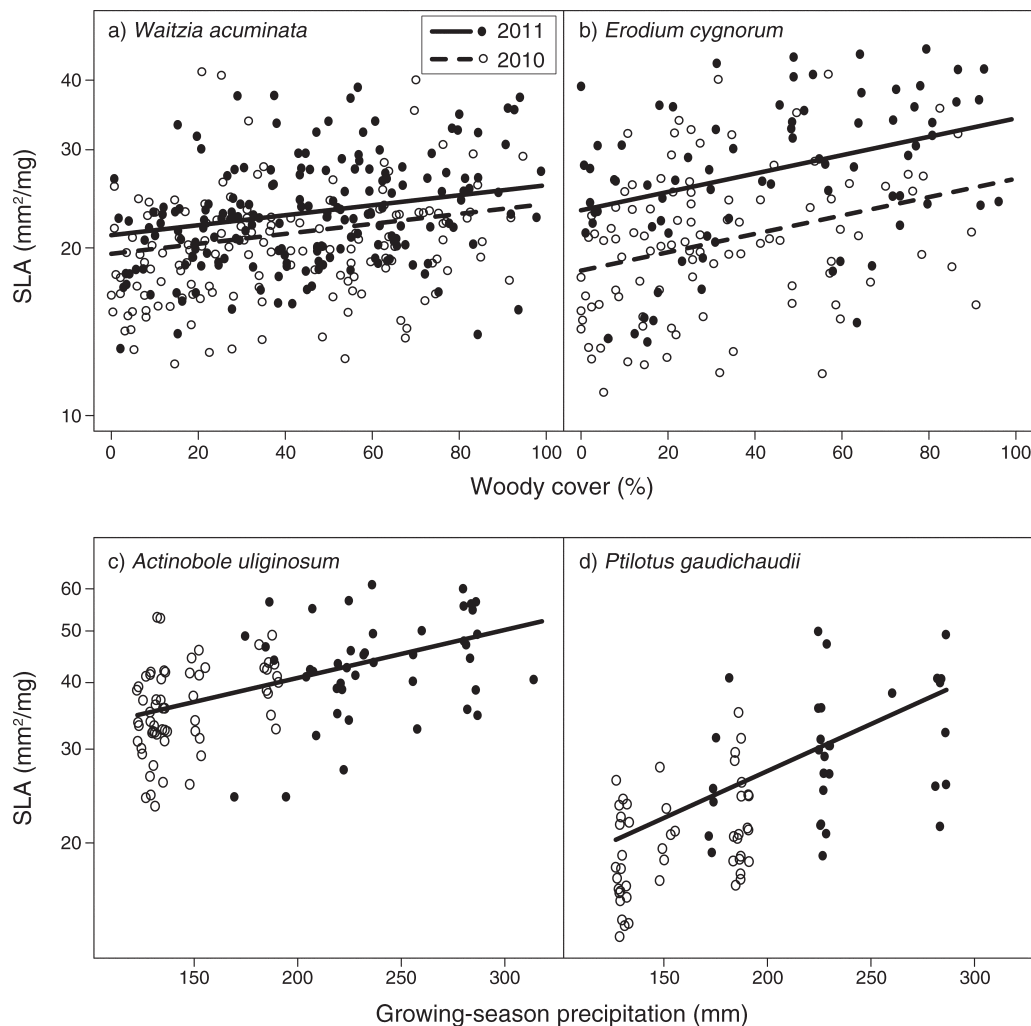 a) Waitzia acuminata
2011
2010
b) Erodium cygnorum
40
30
20
10
SLA (mm²/mg)
0 20 40 60 80 100
0 20 40 60 80 100
Woody cover (%)
c) Actinobole uliginosum
d) Ptilotus gaudichaudii
60
50
40
30
20
SLA (mm²/mg)
150 200 250 300
150 200 250 300
Growing-season precipitation (mm)